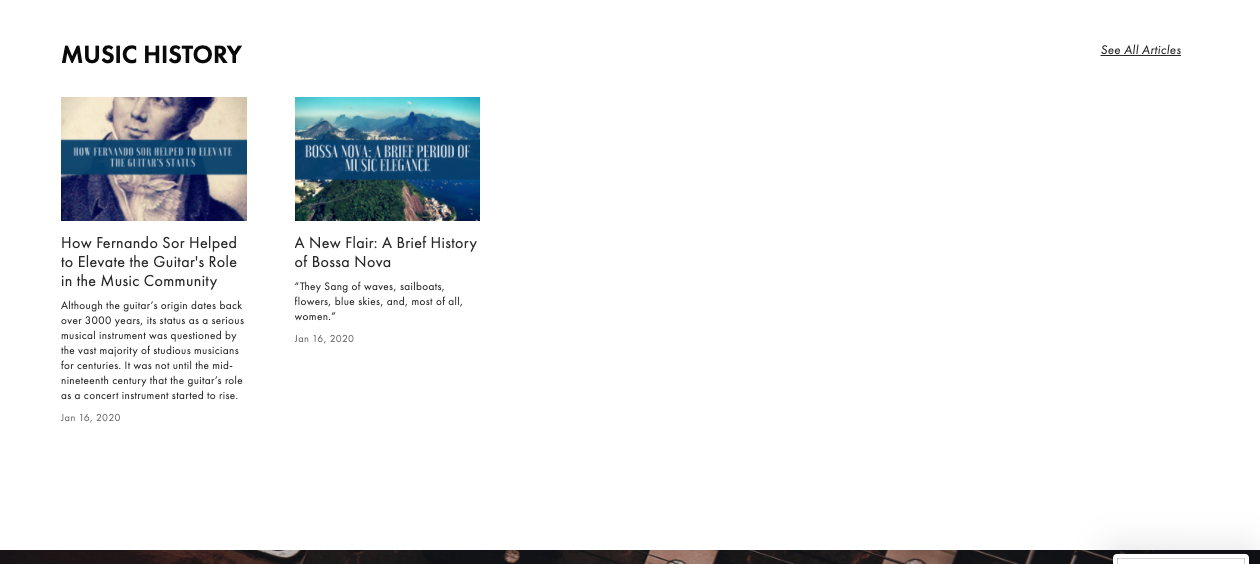 MUSIC HISTORY
See All Articles
HOW FERNANDO SOR HELPED TO ELEVATE
THE GUITAR'S STATUS
BOSSA NOVA: A BRIEF PERIOD OF
MUSIC ELEGANCE
How Fernando Sor Helped
to Elevate the Guitar's Role
in the Music Community
Although the guitar’s origin dates back
over 3000 years, its status as a serious
musical instrument was questioned by
the vast majority of studious musicians
for centuries. It was not until the mid-
nineteenth century that the guitar’s role
as a concert instrument started to rise.
Jan 16, 2020
A New Flair: A Brief History
of Bossa Nova
“They Sang of waves, sailboats,
flowers, blue skies, and, most of all,
women.”
Jan 16, 2020